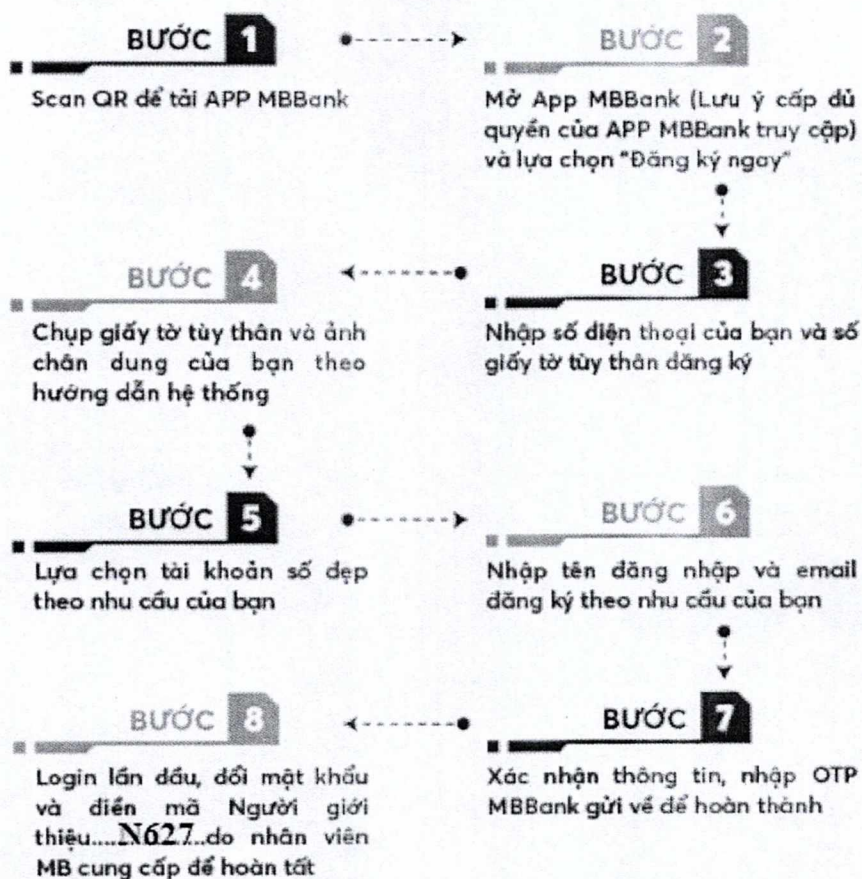 BƯỚC 1
Scan QR để tải APP MBBank
BƯỚC 2
Mở App MBBank (Lưu ý cấp đủ
quyền của APP MBBank truy cập)
và lựa chọn "Đăng ký ngay"
BƯỚC 3
Nhập số điện thoại của bạn và số
giấy tờ tùy thân đăng ký
BƯỚC 4
Chụp giấy tờ tùy thân và ảnh
chân dung của bạn theo
hướng dẫn hệ thống
BƯỚC 5
Lựa chọn tài khoản số đẹp
theo nhu cầu của bạn
BƯỚC 6
Nhập tên đăng nhập và email
đăng ký theo nhu cầu của bạn
BƯỚC 7
Xác nhận thông tin, nhập OTP
MBBank gửi về để hoàn thành
BƯỚC 8
Login lần đầu, đổi mật khẩu
và điền mã Người giới
thiệu....N627..do nhân viên
MB cung cấp để hoàn tất